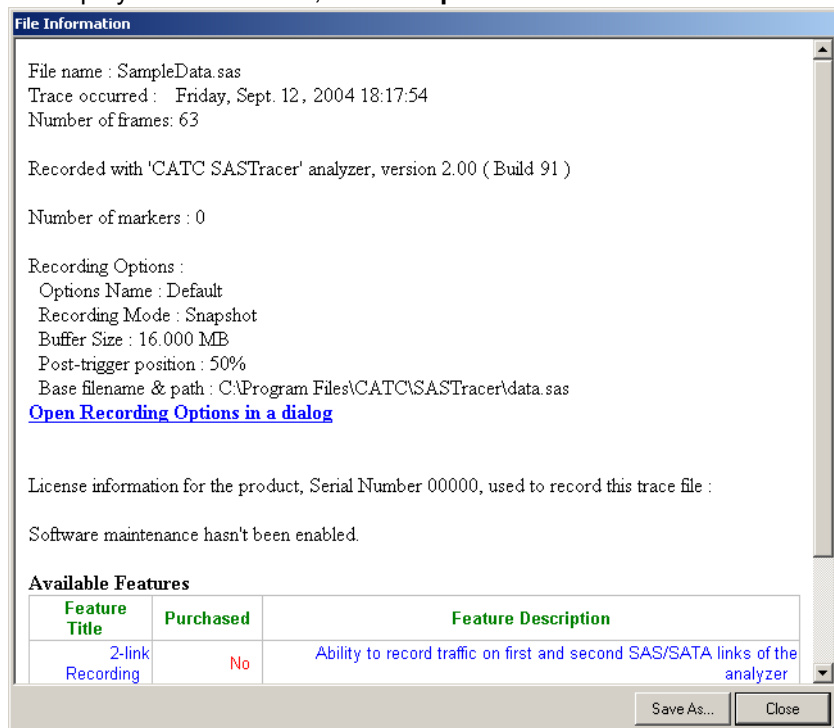 File Information
File name : SampleData.sas
Trace occurred :   Friday, Sept. 12, 2004 18:17:54
Number of frames: 63
Recorded with 'CATC SASTracer' analyzer, version 2.00 ( Build 91 )
Number of markers : 0
Recording Options :
Options Name : Default
Recording Mode : Snapshot
Buffer Size : 16.000 MB
Post-trigger position : 50%
Base filename & path : C:\Program Files\CATC\SASTracer\data.sas
Open Recording Options in a dialog
License information for the product, Serial Number 00000, used to record this trace file :
Software maintenance hasn't been enabled.
Available Features
Feature Title Purchased Feature Description
2-link Recording No Ability to record traffic on first and second SAS/SATA links of the analyzer
Save As... Close